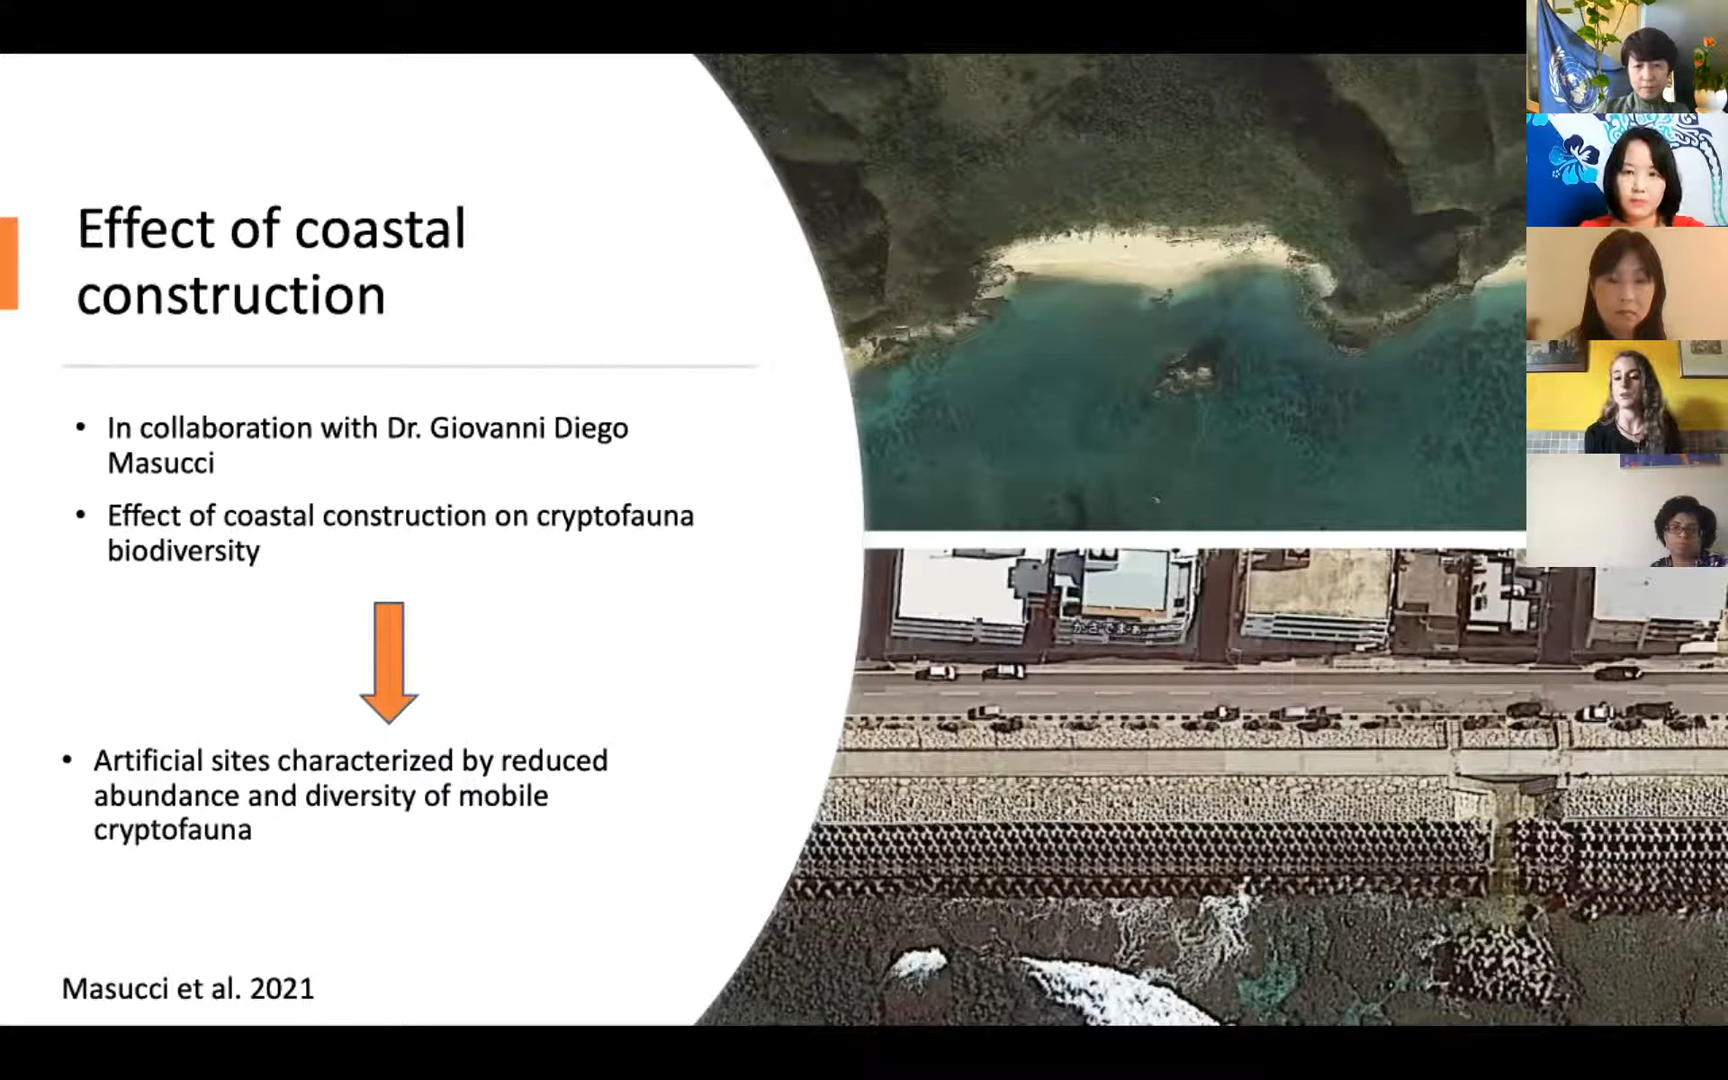 Effect of coastal
construction
• In collaboration with Dr. Giovanni Diego
Masucci
• Effect of coastal construction on cryptofauna
biodiversity
• Artificial sites characterized by reduced
abundance and diversity of mobile
cryptofauna
Masucci et al. 2021